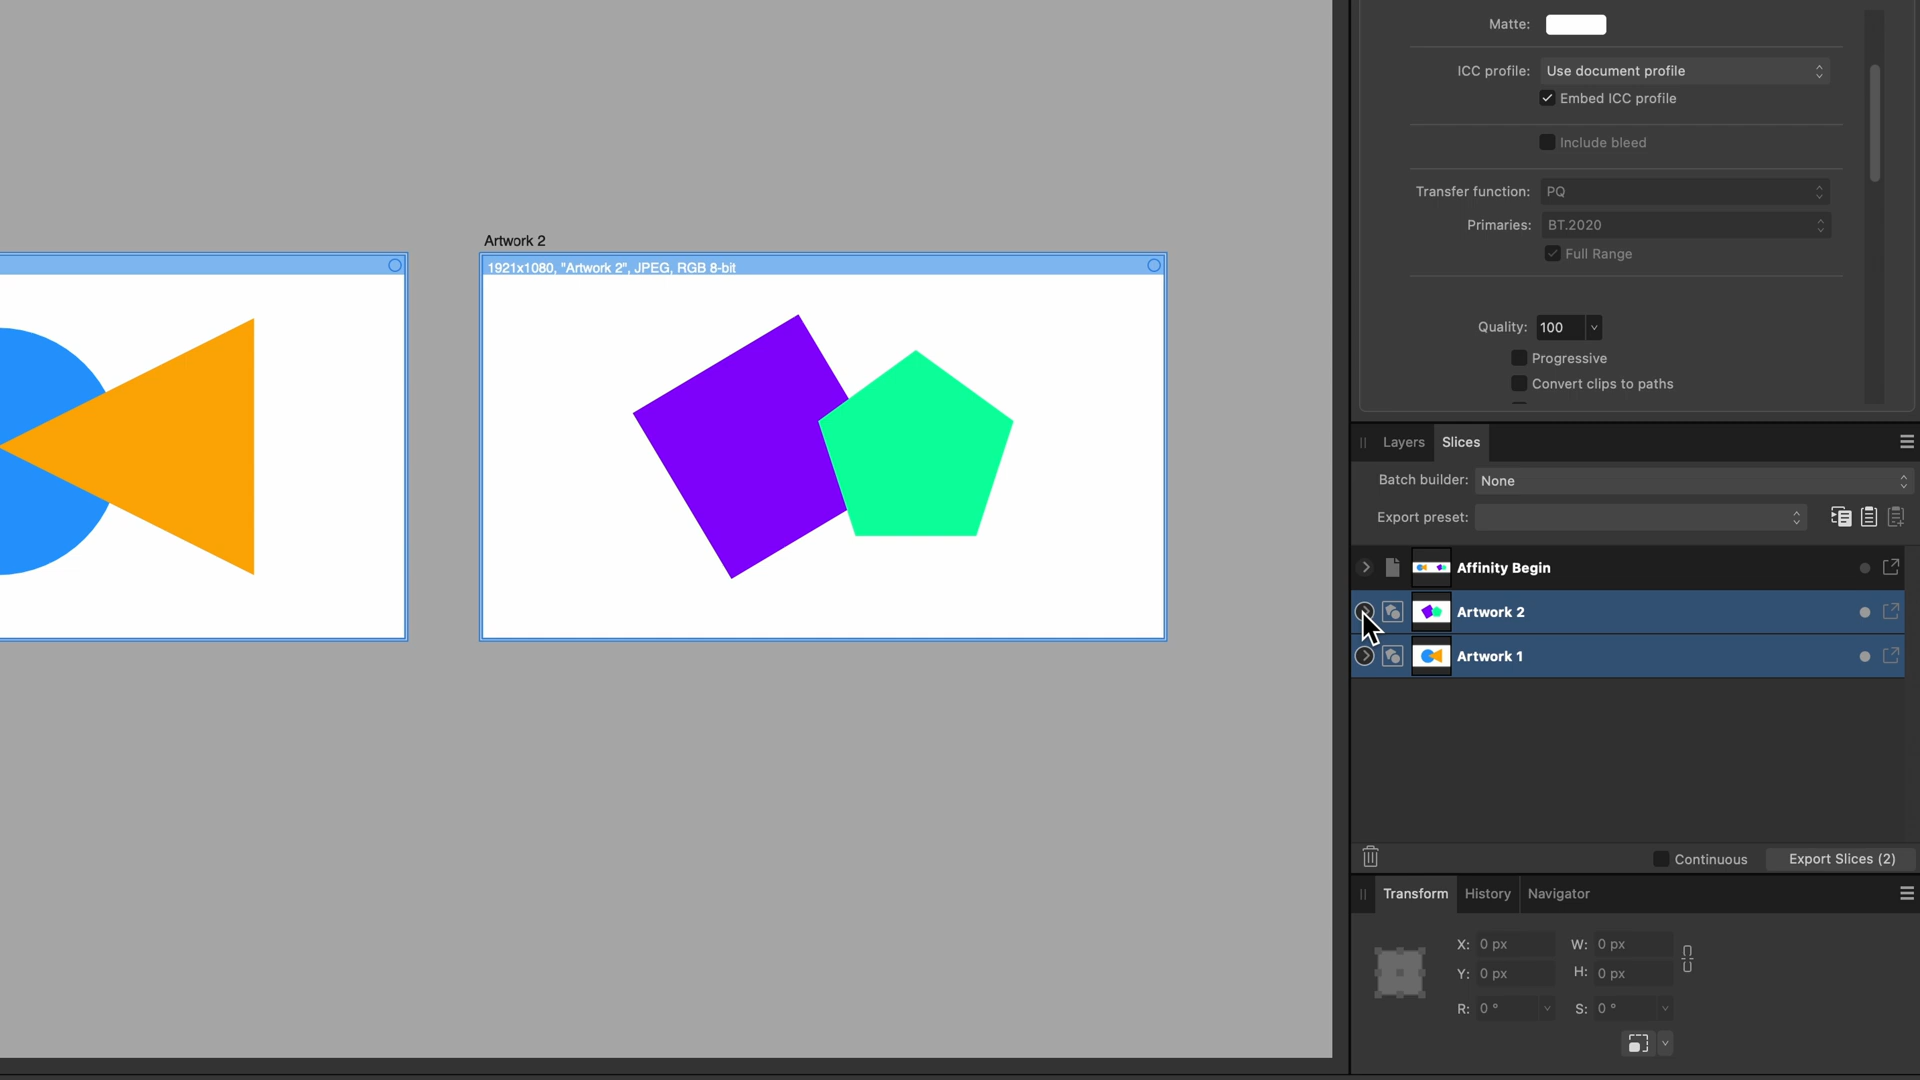 Artwork 2
1921x1080, "Artwork 2", JPEG, RGB 8-bit
Matte:
ICC profile: Use document profile
Embed ICC profile
Include bleed
Transfer function: PQ
Primaries: BT.2020
Full Range
Quality: 100
Progressive
Convert clips to paths
Layers Slices
Batch builder: None
Export preset:
Affinity Begin
Artwork 2
Artwork 1
Continuous Export Slices (2)
Transform History Navigator
X: 0 px W: 0 px
Y: 0 px H: 0 px
R: 0 ° S: 0 °